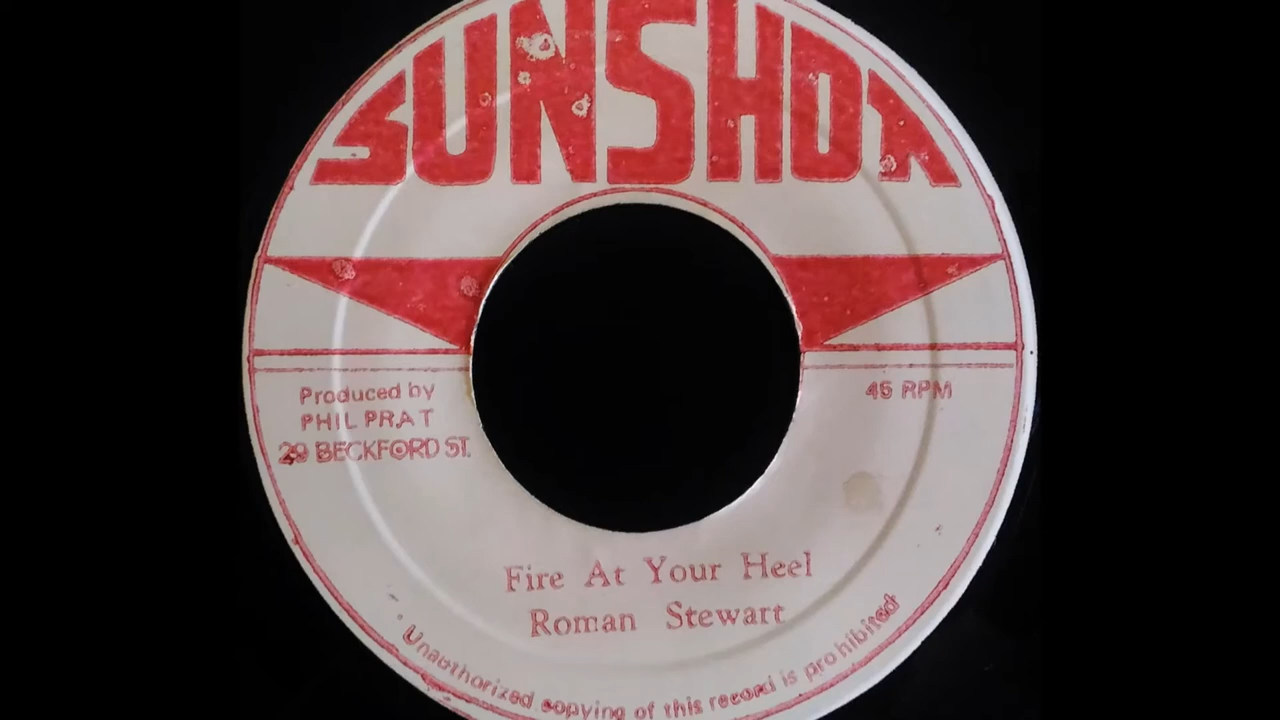 SUNSHOT
Produced by
PHIL PRAT
29 BECKFORD ST.
45 RPM
Fire At Your Heel
Roman Stewart
Unauthorized copying of this record is prohibited